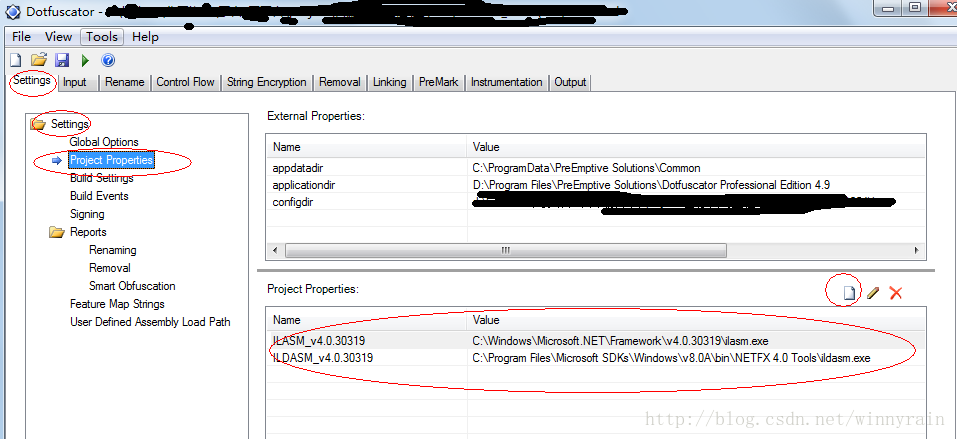 Dotfuscator -
File View Tools Help
Settings Input Rename Control Flow String Encryption Removal Linking PreMark Instrumentation Output
Settings
Global Options
Project Properties
Build Settings
Build Events
Signing
Reports
Renaming
Removal
Smart Obfuscation
Feature Map Strings
User Defined Assembly Load Path
External Properties:
Name Value
appdatadir C:\ProgramData\PreEmptive Solutions\Common
applicationdir D:\Program Files\PreEmptive Solutions\Dotfuscator Professional Edition 4.9
configdir
Project Properties:
Name Value
ILASM_v4.0.30319 C:\Windows\Microsoft.NET\Framework\v4.0.30319\ilasm.exe
ILDASM_v4.0.30319 C:\Program Files\Microsoft SDKs\Windows\v8.0A\bin\NETFX 4.0 Tools\ildasm.exe
http://blog.csdn.net/winnyrain